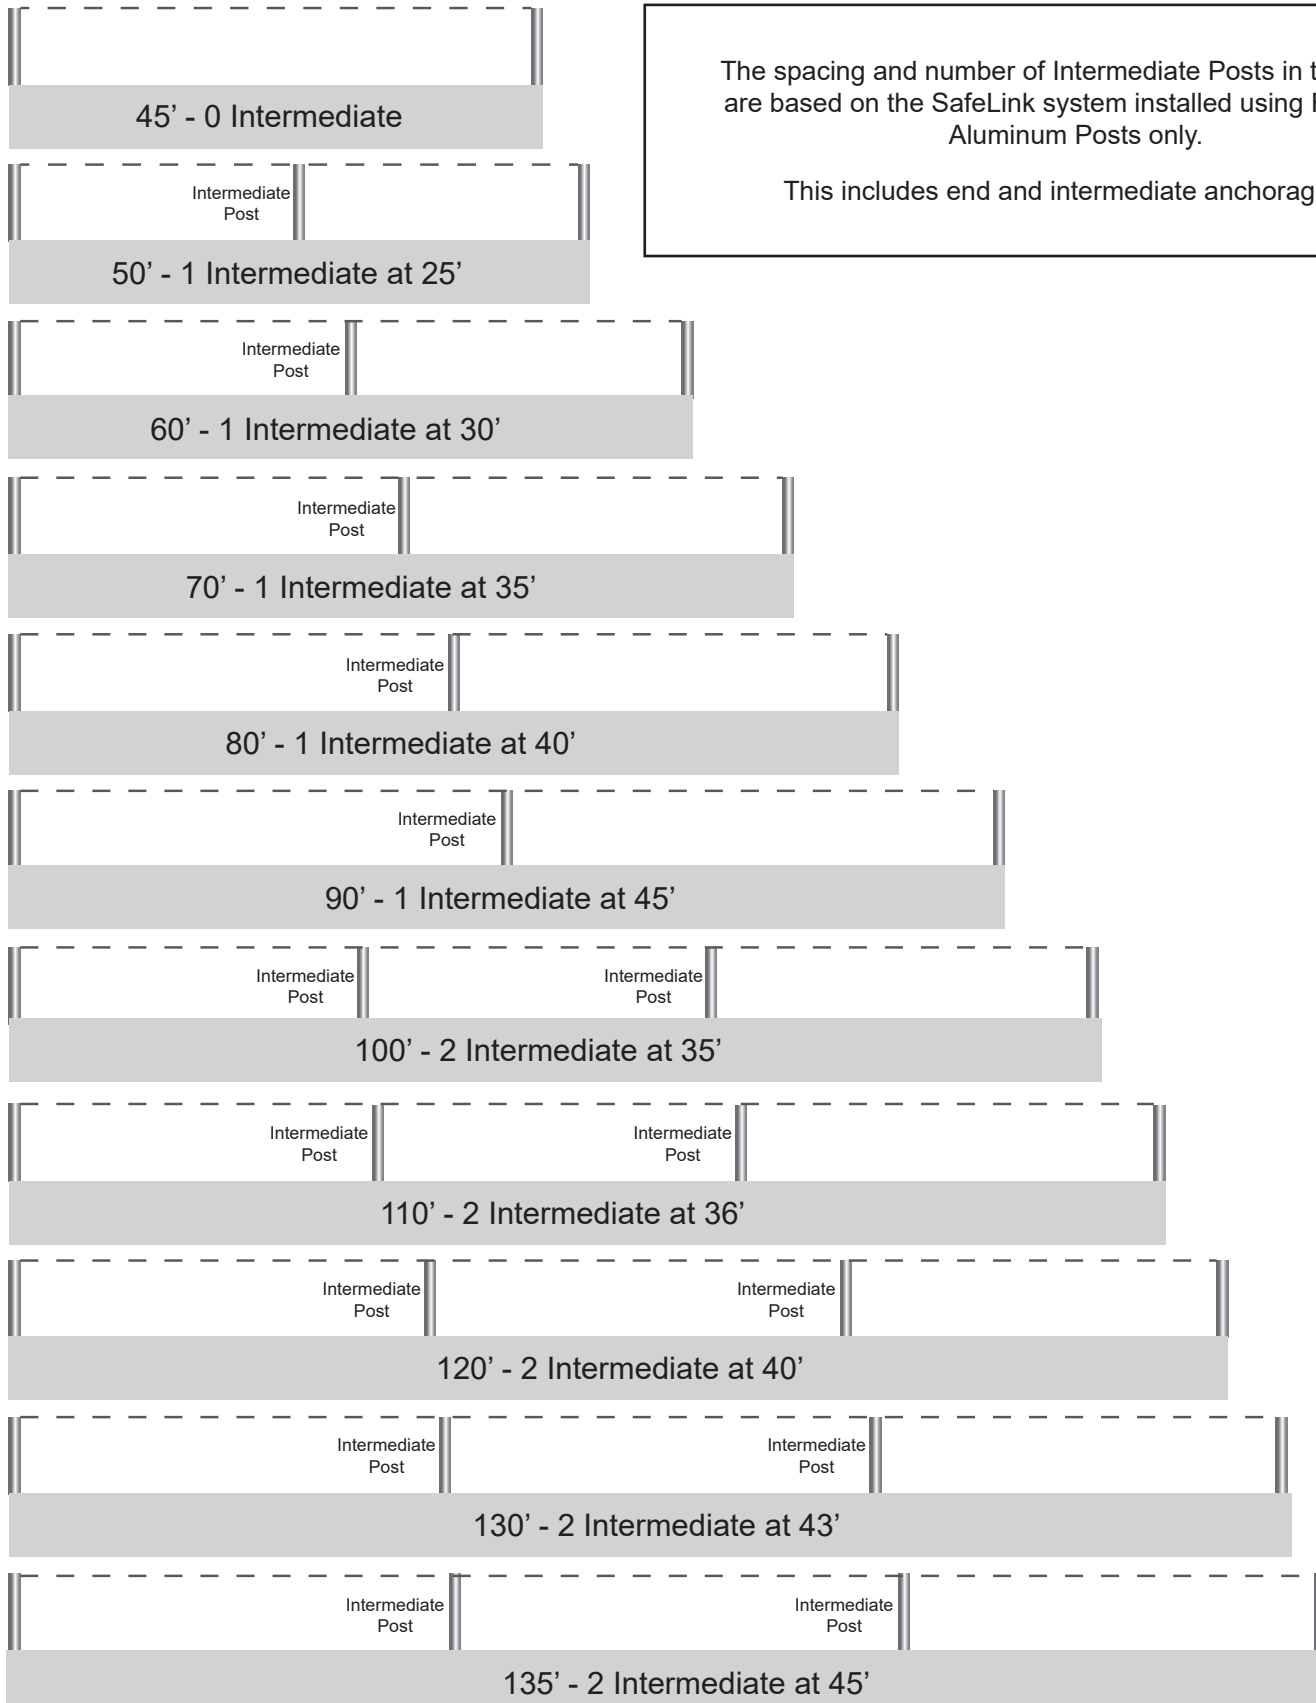 45’ - 0 Intermediate
The spacing and number of Intermediate Posts in
are based on the SafeLink system installed using
Aluminum Posts only.
This includes end and intermediate
Intermediate
Post
50’ - 1 Intermediate at 25’
Intermediate
Post
60’ - 1 Intermediate at 30’
Intermediate
Post
70’ - 1 Intermediate at 35’
Intermediate
Post
80’ - 1 Intermediate at 40’
Intermediate
Post
90’ - 1 Intermediate at 45’
Intermediate
Post
Intermediate
Post
100’ - 2 Intermediate at 35’
Intermediate
Post
Intermediate
Post
110’ - 2 Intermediate at 36’
Intermediate
Post
Intermediate
Post
120’ - 2 Intermediate at 40’
Intermediate
Post
Intermediate
Post
130’ - 2 Intermediate at 43’
Intermediate
Post
Intermediate
Post
135’ - 2 Intermediate at 45’